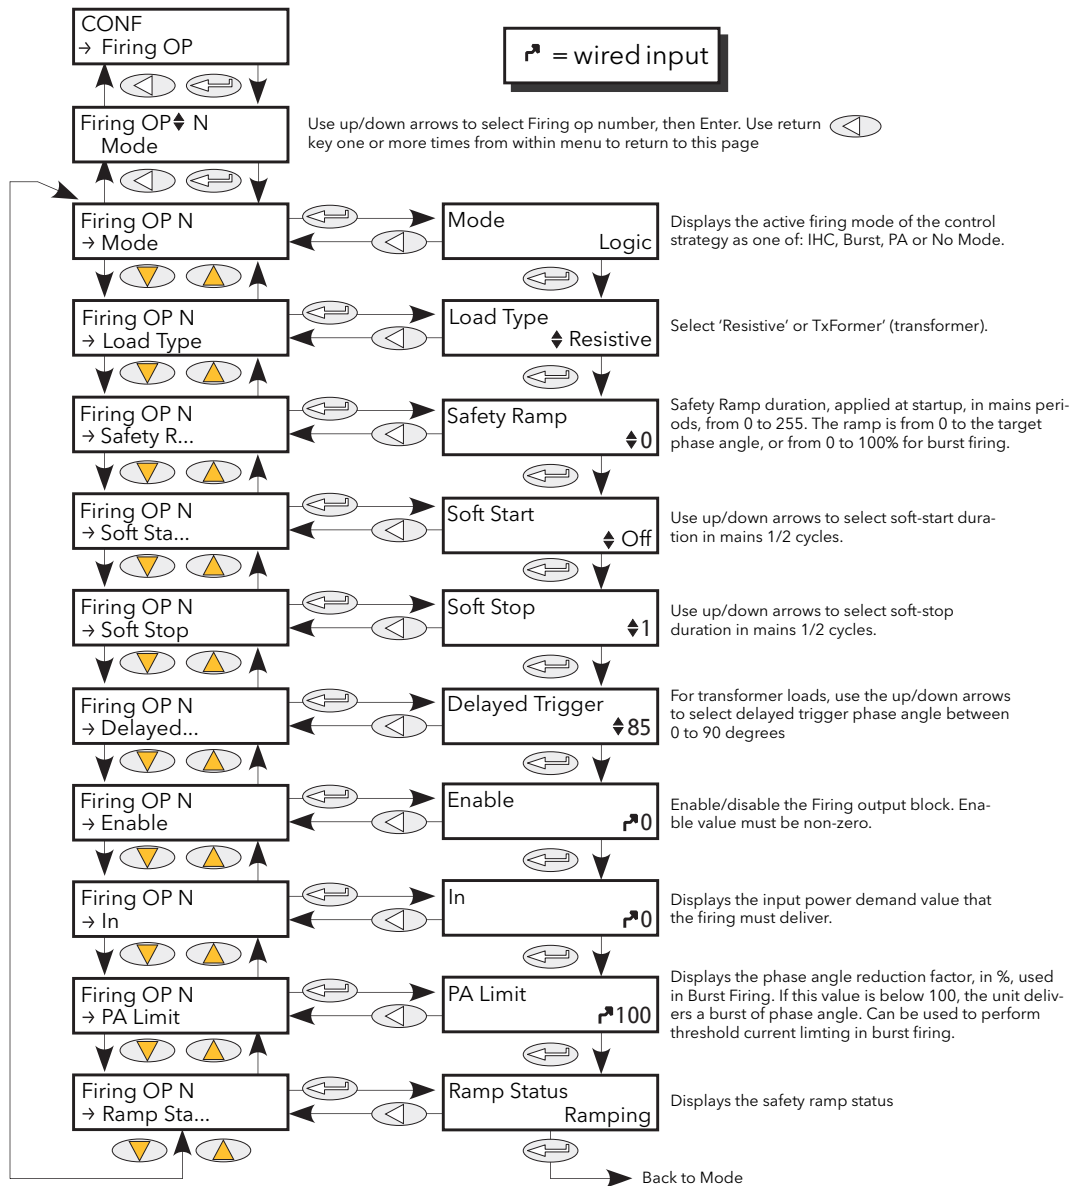 CONF
→ Firing OP
= wired input
Firing OP N
Mode
Use up/down arrows to select Firing op number, then Enter. Use return
key one or more times from within menu to return to this page
Firing OP N
→ Mode
Mode
Logic
Displays the active firing mode of the control
strategy as one of: IHC, Burst, PA or No Mode.
Firing OP N
→ Load Type
Load Type
Resistive
Select ‘Resistive’ or TxFormer’ (transformer).
Firing OP N
→ Safety R...
Safety Ramp
0
Safety Ramp duration, applied at startup, in mains peri-
ods, from 0 to 255. The ramp is from 0 to the target
phase angle, or from 0 to 100% for burst firing.
Firing OP N
→ Soft Sta...
Soft Start
Off
Use up/down arrows to select soft-start dura-
tion in mains 1/2 cycles.
Firing OP N
→ Soft Stop
Soft Stop
1
Use up/down arrows to select soft-stop
duration in mains 1/2 cycles.
Firing OP N
→ Delayed...
Delayed Trigger
85
For transformer loads, use the up/down arrows
to select delayed trigger phase angle between
0 to 90 degrees
Firing OP N
→ Enable
Enable
0
Enable/disable the Firing output block. Ena-
ble value must be non-zero.
Firing OP N
→ In
In
0
Displays the input power demand value that
the firing must deliver.
Firing OP N
→ PA Limit
PA Limit
100
Displays the phase angle reduction factor, in %, used
in Burst Firing. If this value is below 100, the unit deliv-
ers a burst of phase angle. Can be used to perform
threshold current limting in burst firing.
Firing OP N
→ Ramp Sta...
Ramp Status
Ramping
Displays the safety ramp status
Back to Mode